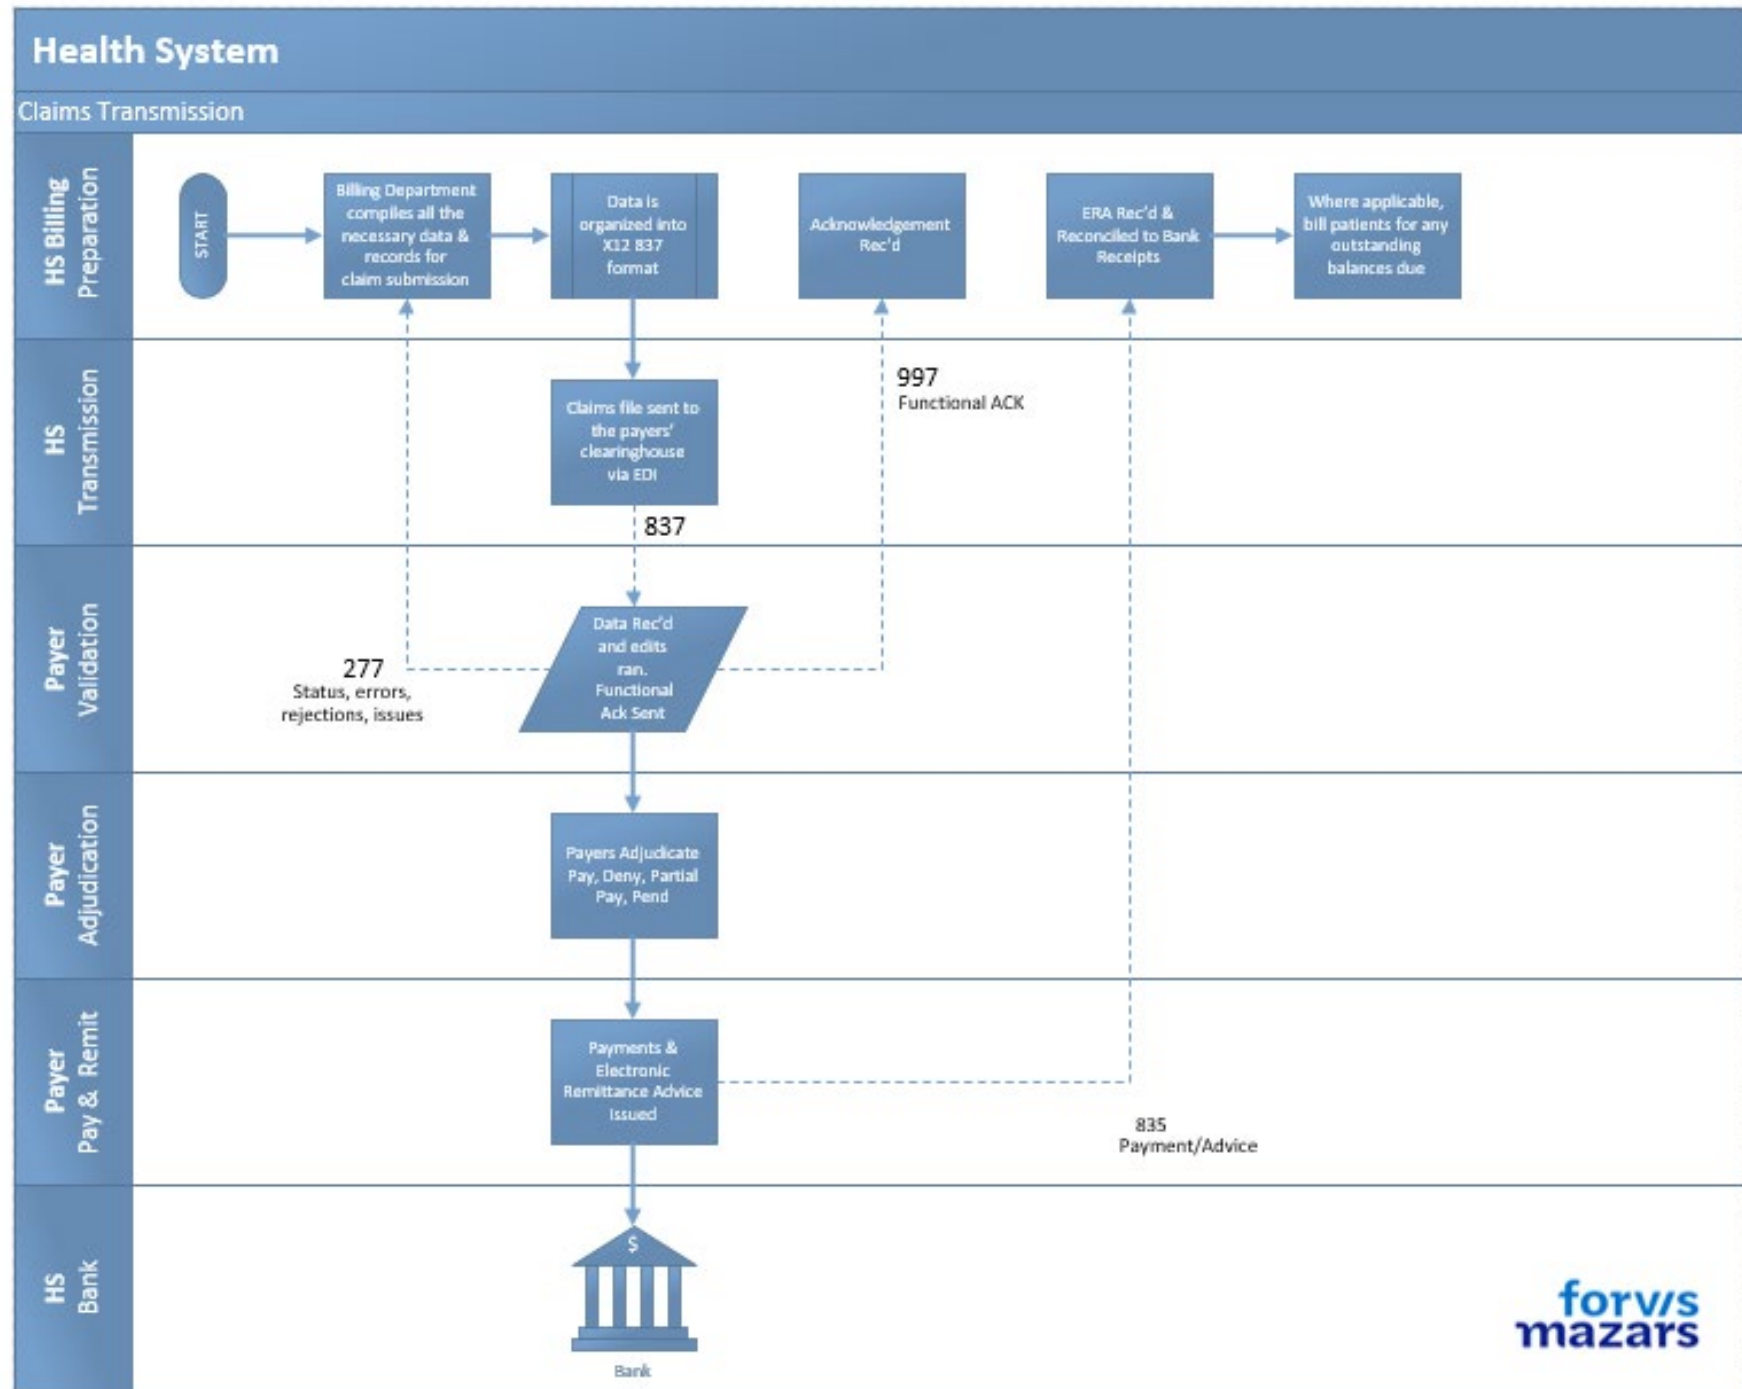 Health System
Claims Transmission
HS Billing
Preparation
START
Billing Department
compiles all the
necessary data &
records for
claim submission
Data is
organized into
X12 837
format
Acknowledgement
Rec'd
ERA Rec'd &
Reconciled to Bank
Receipts
Where applicable,
bill patients for any
outstanding
balances due
HS
Transmission
Claims file sent to
the payers'
clearinghouse
via EDI
997
Functional ACK
837
Payer
Validation
277
Status, errors,
rejections, issues
Data Rec'd
and edits
ran.
Functional
Ack Sent
Payer
Adjudication
Payers Adjudicate
Pay, Deny, Partial
Pay, Pend
Payer
Pay & Remit
Payments &
Electronic
Remittance Advice
Issued
835
Payment/Advice
HS
Bank
$
Bank
forvis
mazars